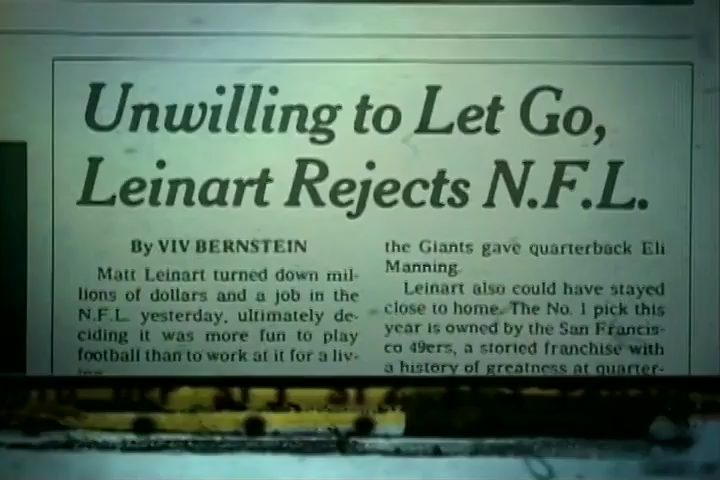 Unwilling to Let Go,
Leinart Rejects N.F.L.
By VIV BERNSTEIN
Matt Leinart turned down mil-
lions of dollars and a job in the
N.F.L. yesterday, ultimately de-
ciding it was more fun to play
football than to work at it for a liv-
the Giants gave quarterback Eli
Manning.
Leinart also could have stayed
close to home. The No. 1 pick this
year is owned by the San Francis-
co 49ers, a storied franchise with
a history of greatness at quarter-